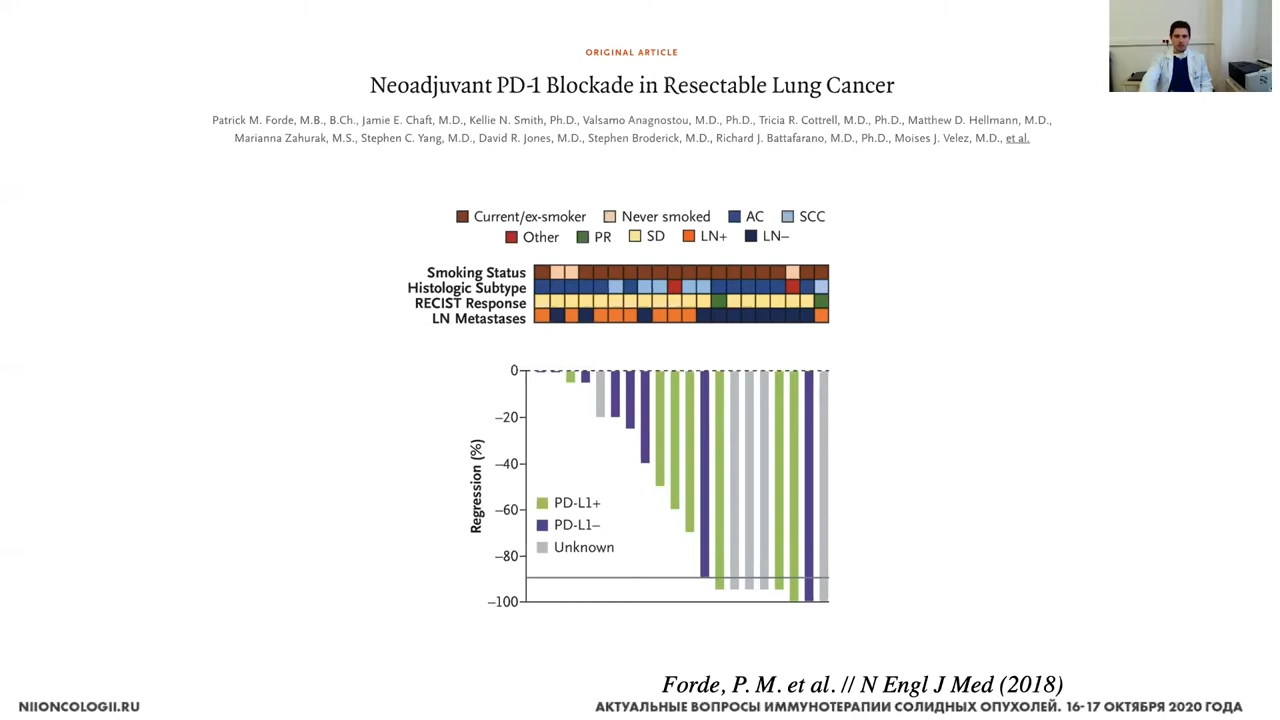 ORIGINAL ARTICLE
Neoadjuvant PD-1 Blockade in Resectable Lung Cancer
Patrick M. Forde, M.B., B.Ch., Jamie E. Chaft, M.D., Kellie N. Smith, Ph.D., Valsamo Anagnostou, M.D., Ph.D., Tricia R. Cottrell, M.D., Ph.D., Matthew D. Hellmann, M.D.,
Marianna Zahurak, M.S., Stephen C. Yang, M.D., David R. Jones, M.D., Stephen Broderick, M.D., Richard J. Battafarano, M.D., Ph.D., Moises J. Velez, M.D., et al.
Current/ex-smoker Never smoked AC SCC
Other PR SD LN+ LN–
Smoking Status
Histologic Subtype
RECIST Response
LN Metastases
0
–20
–40
–60
–80
–100
Regression (%)
PD-L1+
PD-L1–
Unknown
Forde, P. M. et al. // N Engl J Med (2018)
NIIONCOLOGII.RU
АКТУАЛЬНЫЕ ВОПРОСЫ ИММУНОТЕРАПИИ СОЛИДНЫХ ОПУХОЛЕЙ. 16-17 ОКТЯБРЯ 2020 ГОДА